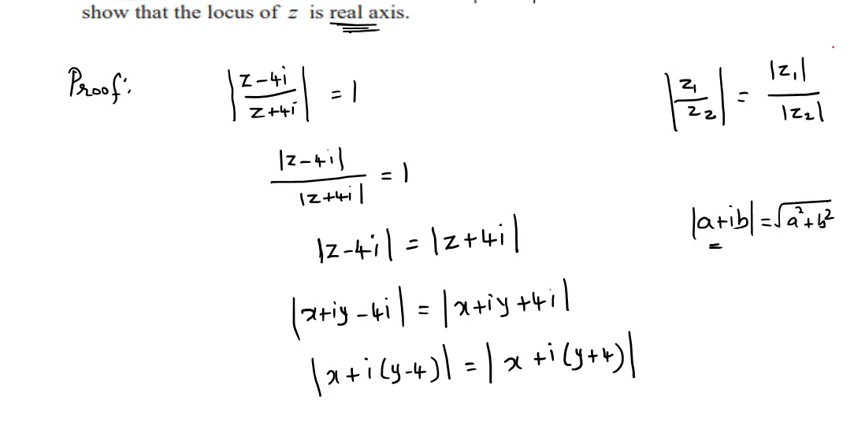 show that the locus of z is real axis.
Proof: |z-4i / z+4i| = 1
|z₁/z₂| = |z₁|/|z₂|
|z-4i| / |z+4i| = 1
|a+ib| = √a²+b²
|z-4i| = |z+4i|
|x+iy-4i| = |x+iy+4i|
|x+i(y-4)| = |x+i(y+4)|